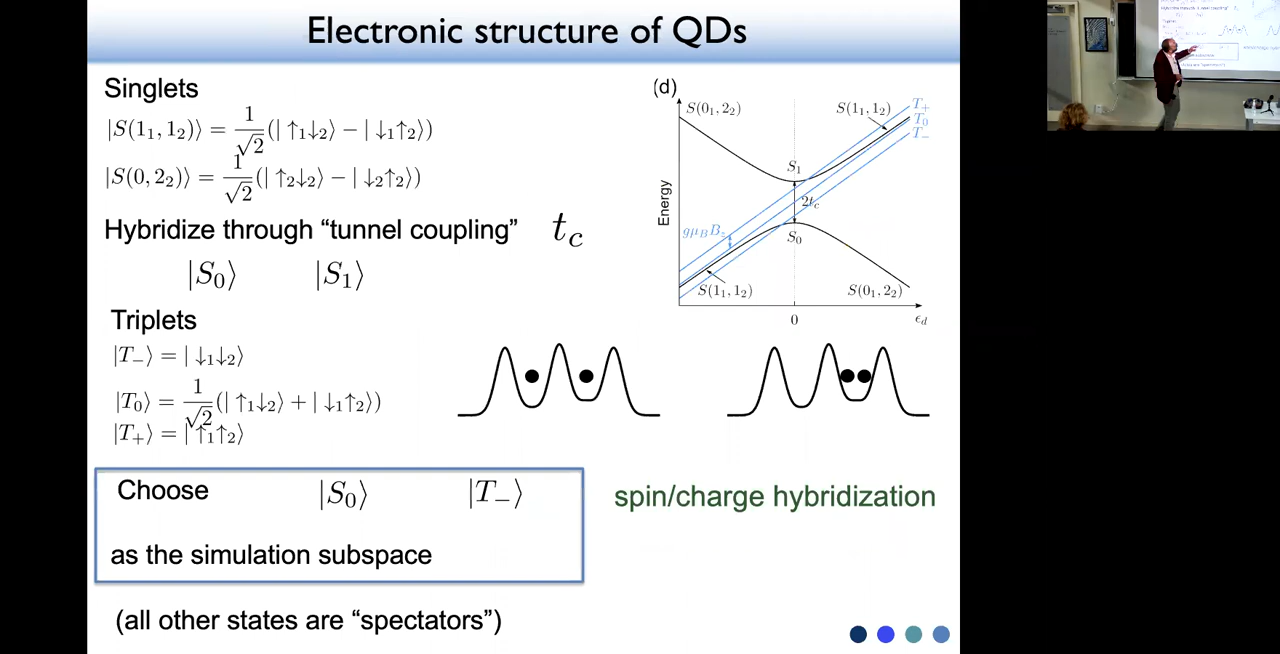 Electronic structure of QDs
Singlets
|S(1₁, 1₂)⟩ = 1/√2 (| ↑₁↓₂⟩ − | ↓₁↑₂⟩)
|S(0, 2₂)⟩ = 1/√2 (| ↑₂↓₂⟩ − | ↓₂↑₂⟩)
Hybridize through “tunnel coupling” t_c
|S₀⟩ |S₁⟩
Triplets
|T₋⟩ = | ↓₁↓₂⟩
|T₀⟩ = 1/√2 (| ↑₁↓₂⟩ + | ↓₁↑₂⟩)
|T₊⟩ = | ↑₁↑₂⟩
(d)
S(0₁, 2₂)
S(1₁, 1₂)
T₊
T₀
T₋
S₁
Energy
2t_c
gμ_B B_z
S₀
S(1₁, 1₂)
S(0₁, 2₂)
0
ϵ_d
Choose |S₀⟩ |T₋⟩
as the simulation subspace
spin/charge hybridization
(all other states are “spectators”)